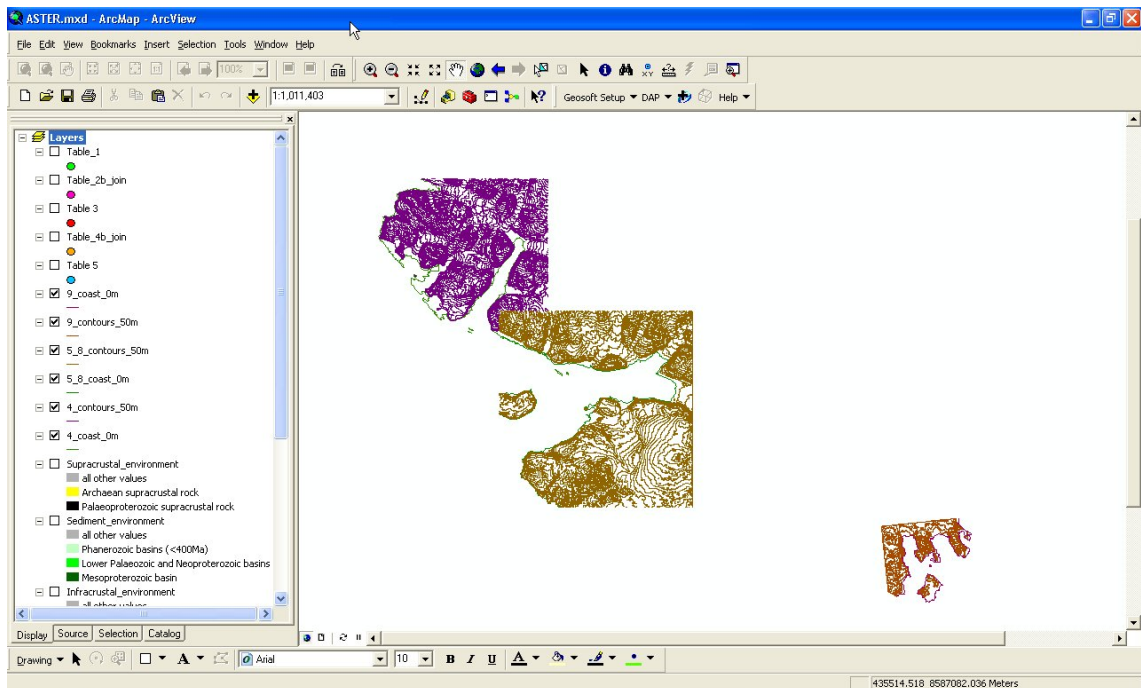 ASTER.mxd - ArcMap - ArcView
File Edit View Bookmarks Insert Selection Tools Window Help
100%
1:1,011,403 Geosoft Setup DAP Help
Layers
Table_1
Table_2b_join
Table 3
Table_4b_join
Table 5
9_coast_0m
9_contours_50m
5_8_contours_50m
5_8_coast_0m
4_contours_50m
4_coast_0m
Supracrustal_environment
all other values
Archaean supracrustal rock
Palaeoproterozoic supracrustal rock
Sediment_environment
all other values
Phanerozoic basins (<400Ma)
Lower Palaeozoic and Neoproterozoic basins
Mesoproterozoic basin
Infracrustal_environment
all other values
Display Source Selection Catalog
Drawing A Arial 10 B I U A
435514.518 8587082.036 Meters